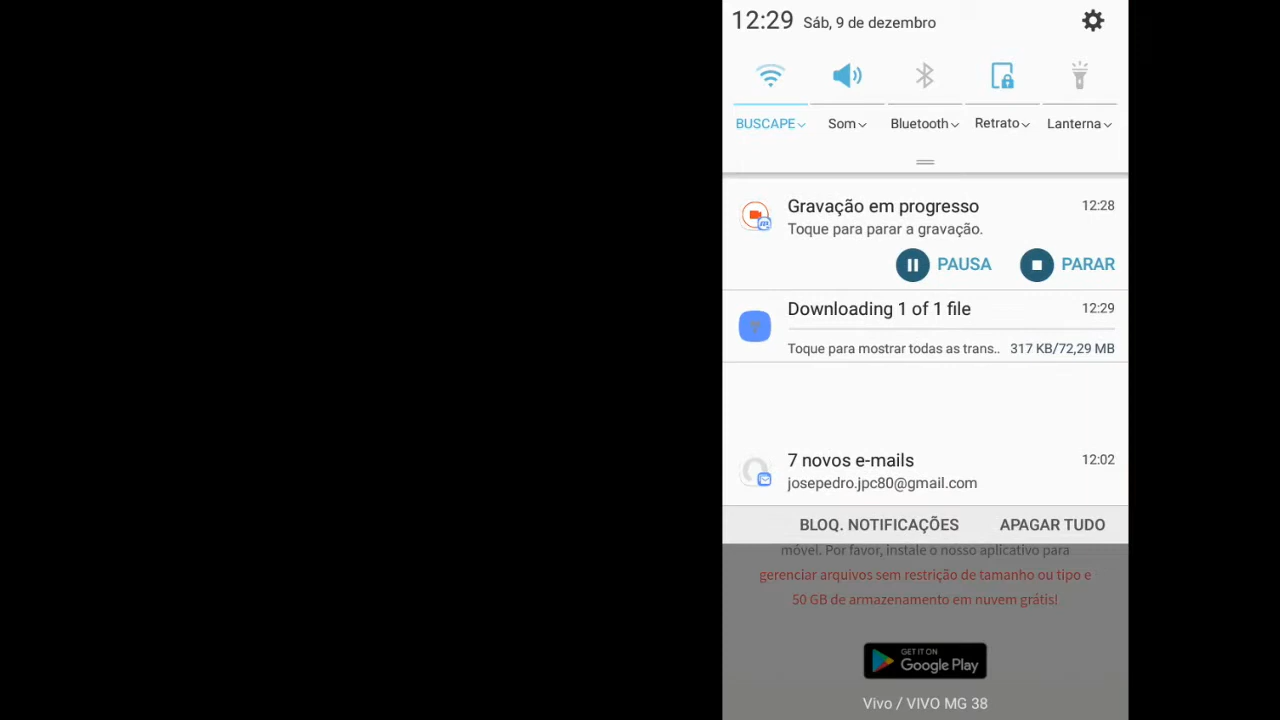 12:29 Sáb, 9 de dezembro
BUSCAPE Som Bluetooth Retrato Lanterna
Gravação em progresso 12:28
Toque para parar a gravação.
PAUSA PARAR
Downloading 1 of 1 file 12:29
Toque para mostrar todas as trans.. 317 KB/72,29 MB
7 novos e-mails 12:02
josepedro.jpc80@gmail.com
BLOQ. NOTIFICAÇÕES APAGAR TUDO
móvel. Por favor, instale o nosso aplicativo para
gerenciar arquivos sem restrição de tamanho ou tipo e
50 GB de armazenamento em nuvem grátis!
GET IT ON
Google Play
Vivo / VIVO MG 38